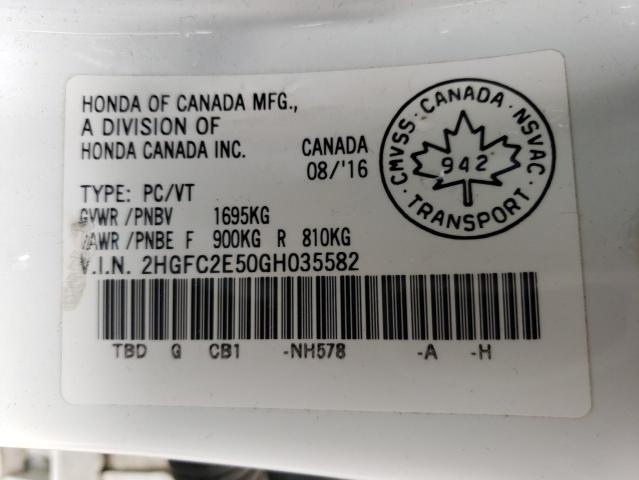 HONDA OF CANADA MFG.,
A DIVISION OF
HONDA CANADA INC.
CANADA
08/'16
CMVSS · CANADA · NSVAC
942
· TRANSPORT ·
TYPE: PC/VT
GVWR /PNBV 1695KG
GAWR /PNBE F 900KG R 810KG
V.I.N. 2HGFC2E50GH035582
TBD G CB1 -NH578 -A -H